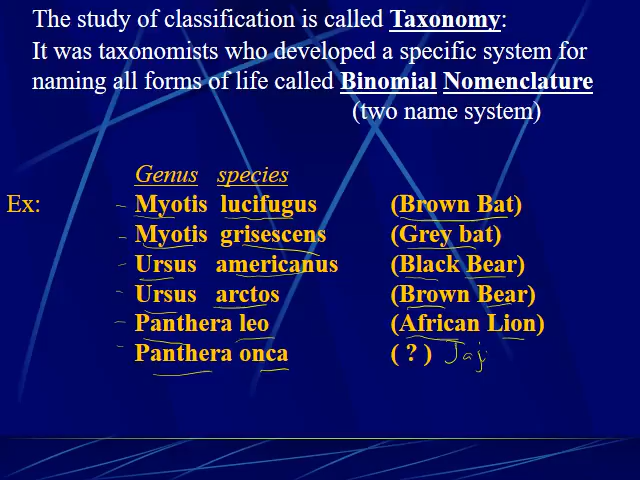 The study of classification is called Taxonomy:
It was taxonomists who developed a specific system for
naming all forms of life called Binomial Nomenclature
(two name system)
Genus species
Ex: Myotis lucifugus (Brown Bat)
Myotis grisescens (Grey bat)
Ursus americanus (Black Bear)
Ursus arctos (Brown Bear)
Panthera leo (African Lion)
Panthera onca ( ? ) Jaj